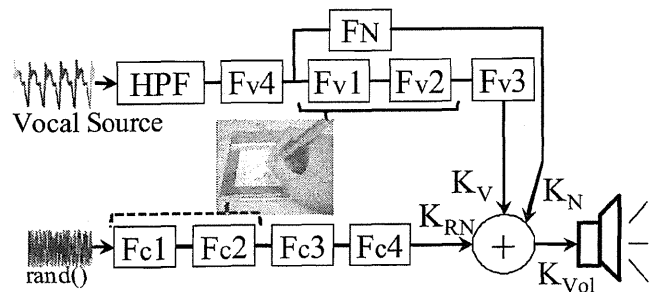 FN
HPF
Fv4
Fv1
Fv2
Fv3
Vocal Source
KV
KN
KRN
Fc1
Fc2
Fc3
Fc4
+
rand()
KVol